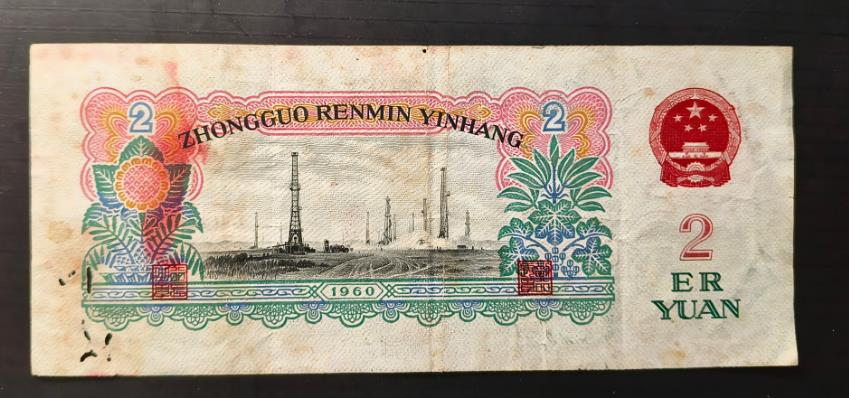 2
2
ZHONGGUO RENMIN YINHANG
1960
2
ER
YUAN